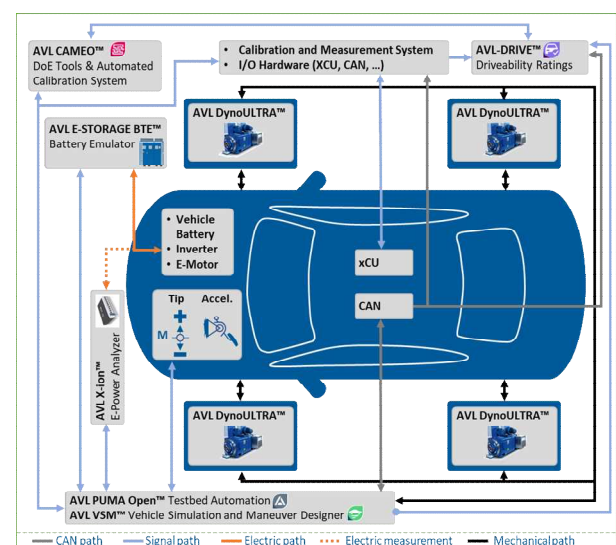 AVL CAMEO™
DoE Tools & Automated
Calibration System
• Calibration and Measurement System
• I/O Hardware (XCU, CAN, ...)
AVL-DRIVE™
Driveability Ratings
AVL DynoULTRA™
AVL DynoULTRA™
AVL E-STORAGE BTE™
Battery Emulator
• Vehicle
Battery
• Inverter
• E-Motor
xCU
CAN
Tip
Accel.
M
AVL X-ion™
E-Power Analyzer
AVL DynoULTRA™
AVL DynoULTRA™
AVL PUMA Open™ Testbed Automation
AVL VSM™ Vehicle Simulation and Maneuver Designer
CAN path
Signal path
Electric path
Electric measurement
Mechanical path